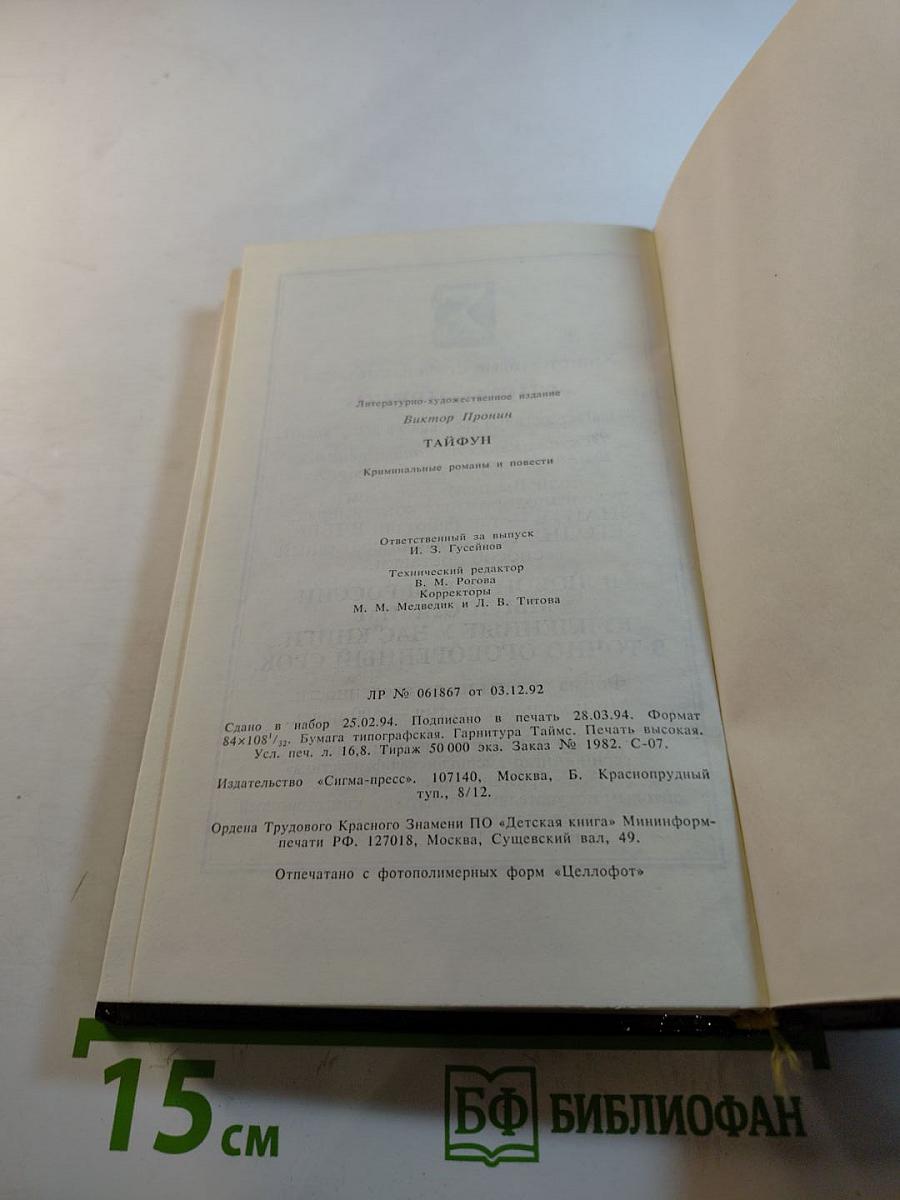 Литературно-художественное издание
Виктор Пронин
ТАЙФУН
Криминальные романы и повести
Ответственный за выпуск
И. З. Гусейнов
Технический редактор
В. М. Рогова
Корректоры
М. М. Медведик и Л. В. Титова
ЛР № 061867 от 03.12.92
Сдано в набор 25.02.94. Подписано в печать 28.03.94. Формат
84×108¹/₃₂. Бумага типографская. Гарнитура Таймс. Печать высокая.
Усл. печ. л. 16,8. Тираж 50 000 экз. Заказ № 1982. С-07.
Издательство «Сигма-пресс». 107140, Москва, Б. Краснопрудный
туп., 8/12.
Ордена Трудового Красного Знамени ПО «Детская книга» Мининформ-
печати РФ. 127018, Москва, Сущевский вал, 49.
Отпечатано с фотополимерных форм «Целлофот»
15 см
БФ БИБЛИОФАН